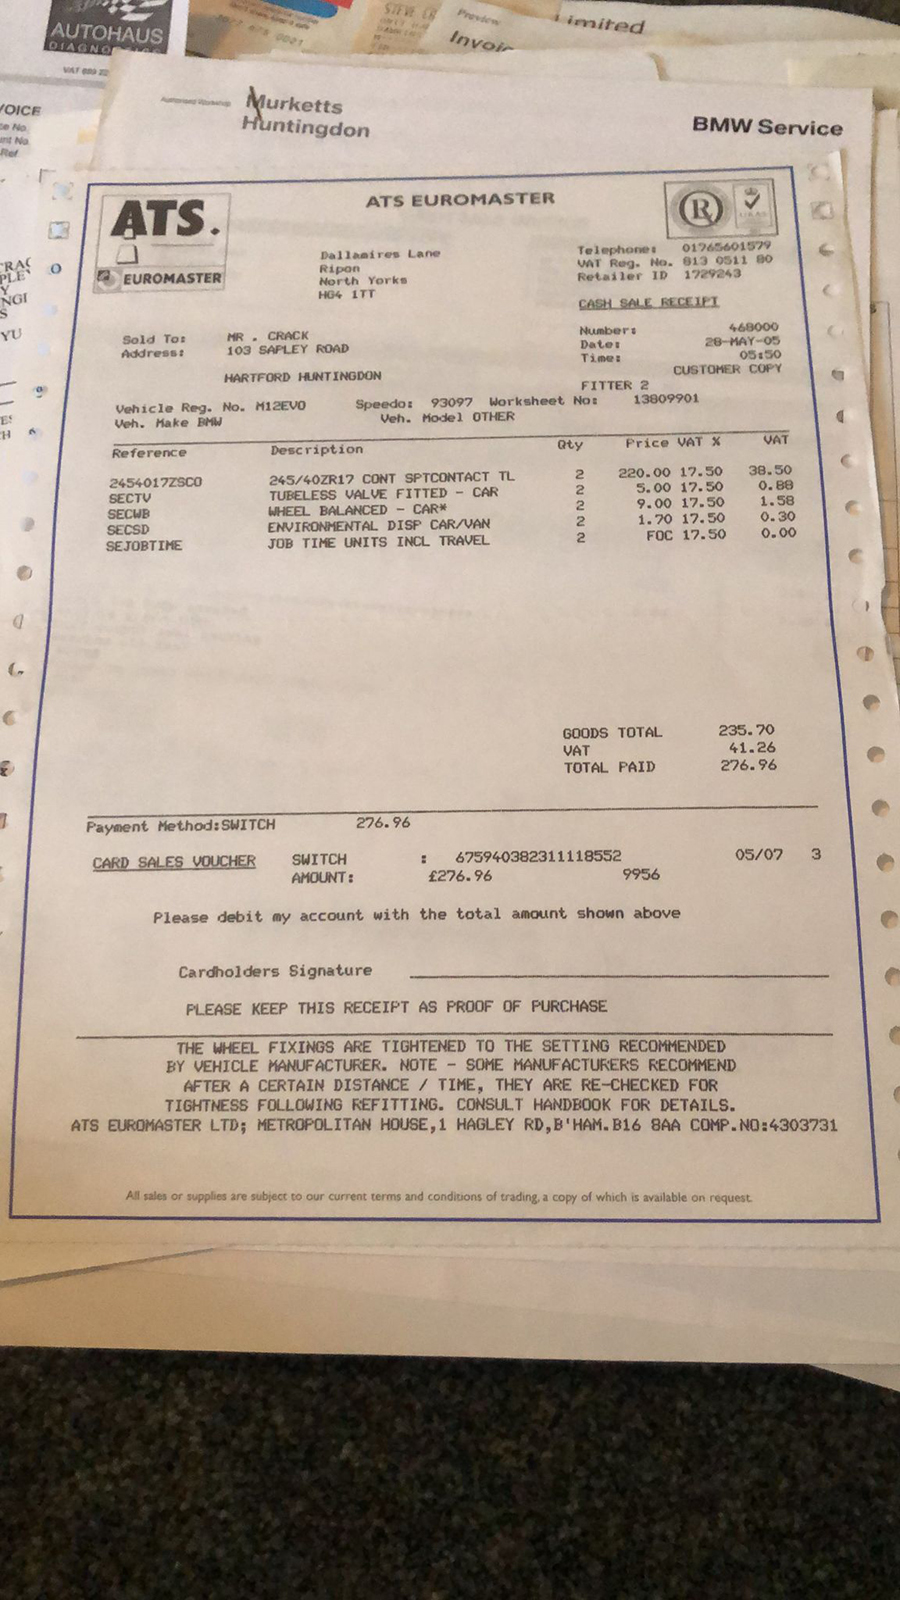 AUTOHAUS
DIAGNOSTICS
Preview
Limited
Invoic
VOICE
Murketts
Huntingdon
BMW Service
ATS.
EUROMASTER
ATS EUROMASTER
Dallamires Lane
Ripon
North Yorks
HG4 1TT
Telephone: 01765601579
VAT Reg. No. 813 0511 80
Retailer ID 1729243
CASH SALE RECEIPT
Sold To: MR . CRACK
Address: 103 SAPLEY ROAD
HARTFORD HUNTINGDON
Number: 468000
Date: 28-MAY-05
Time: 05:50
CUSTOMER COPY
FITTER 2
Vehicle Reg. No. M12EVO Speedo: 93097 Worksheet No: 13809901
Veh. Make BMW Veh. Model OTHER
Reference Description Qty Price VAT % VAT
2454017ZSCO 245/40ZR17 CONT SPTCONTACT TL 2 220.00 17.50 38.50
SECTV TUBELESS VALVE FITTED - CAR 2 5.00 17.50 0.88
SECWB WHEEL BALANCED - CAR* 2 9.00 17.50 1.58
SECSD ENVIRONMENTAL DISP CAR/VAN 2 1.70 17.50 0.30
SEJOBTIME JOB TIME UNITS INCL TRAVEL 2 FOC 17.50 0.00
GOODS TOTAL 235.70
VAT 41.26
TOTAL PAID 276.96
Payment Method:SWITCH 276.96
CARD SALES VOUCHER SWITCH : 675940382311118552 05/07 3
AMOUNT: £276.96 9956
Please debit my account with the total amount shown above
Cardholders Signature
PLEASE KEEP THIS RECEIPT AS PROOF OF PURCHASE
THE WHEEL FIXINGS ARE TIGHTENED TO THE SETTING RECOMMENDED
BY VEHICLE MANUFACTURER. NOTE - SOME MANUFACTURERS RECOMMEND
AFTER A CERTAIN DISTANCE / TIME, THEY ARE RE-CHECKED FOR
TIGHTNESS FOLLOWING REFITTING. CONSULT HANDBOOK FOR DETAILS.
ATS EUROMASTER LTD; METROPOLITAN HOUSE,1 HAGLEY RD,B'HAM.B16 8AA COMP.NO:4303731
All sales or supplies are subject to our current terms and conditions of trading, a copy of which is available on request.